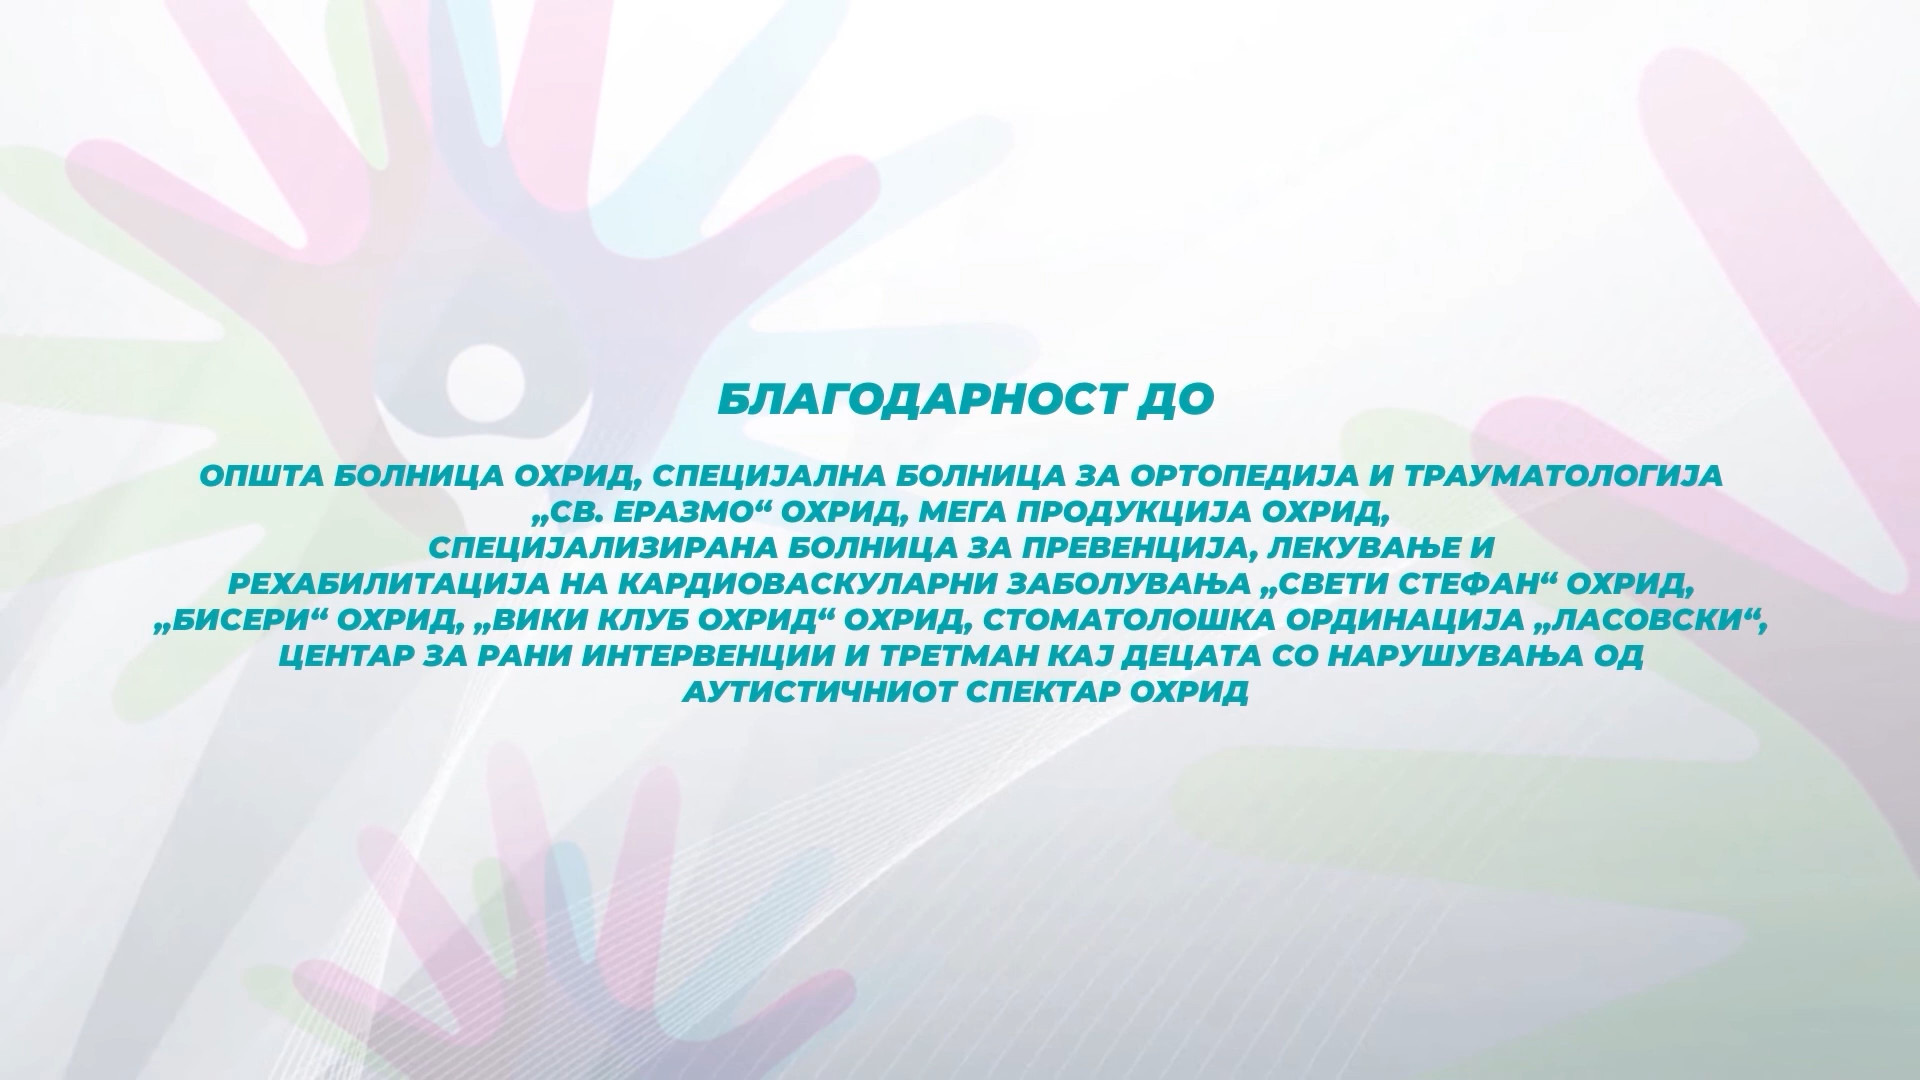 БЛАГОДАРНОСТ ДО
ОПШТА БОЛНИЦА ОХРИД, СПЕЦИЈАЛНА БОЛНИЦА ЗА ОРТОПЕДИЈА И ТРАУМАТОЛОГИЈА
„СВ. ЕРАЗМО“ ОХРИД, МЕГА ПРОДУКЦИЈА ОХРИД,
СПЕЦИЈАЛИЗИРАНА БОЛНИЦА ЗА ПРЕВЕНЦИЈА, ЛЕКУВАЊЕ И
РЕХАБИЛИТАЦИЈА НА КАРДИОВАСКУЛАРНИ ЗАБОЛУВАЊА „СВЕТИ СТЕФАН“ ОХРИД,
„БИСЕРИ“ ОХРИД, „ВИКИ КЛУБ ОХРИД“ ОХРИД, СТОМАТОЛОШКА ОРДИНАЦИЈА „ЛАСОВСКИ“,
ЦЕНТАР ЗА РАНИ ИНТЕРВЕНЦИИ И ТРЕТМАН КАЈ ДЕЦАТА СО НАРУШУВАЊА ОД
АУТИСТИЧНИОТ СПЕКТАР ОХРИД